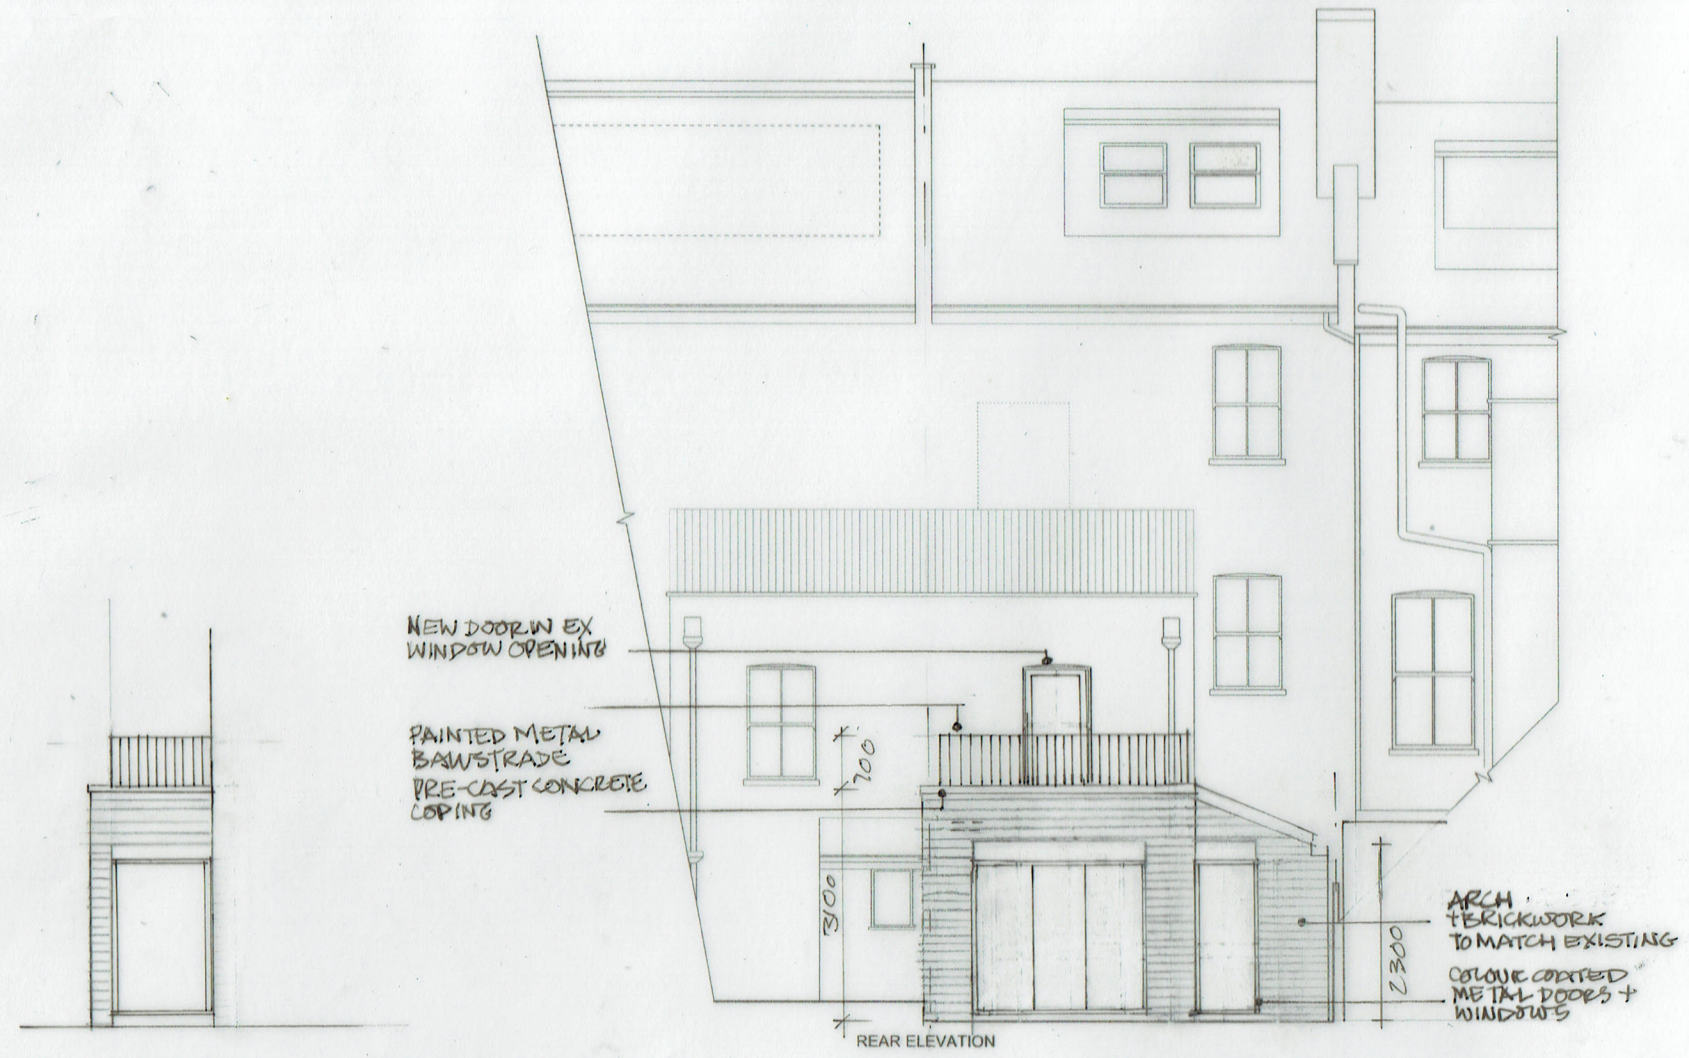 NEW DOOR IN EX
WINDOW OPENING
PAINTED METAL
BAWSTRADE
PRE-CAST CONCRETE
COPING
700
3100
2300
ARCH
+ BRICKWORK
TO MATCH EXISTING
COLOUR COATED
METAL DOORS +
WINDOWS
REAR ELEVATION